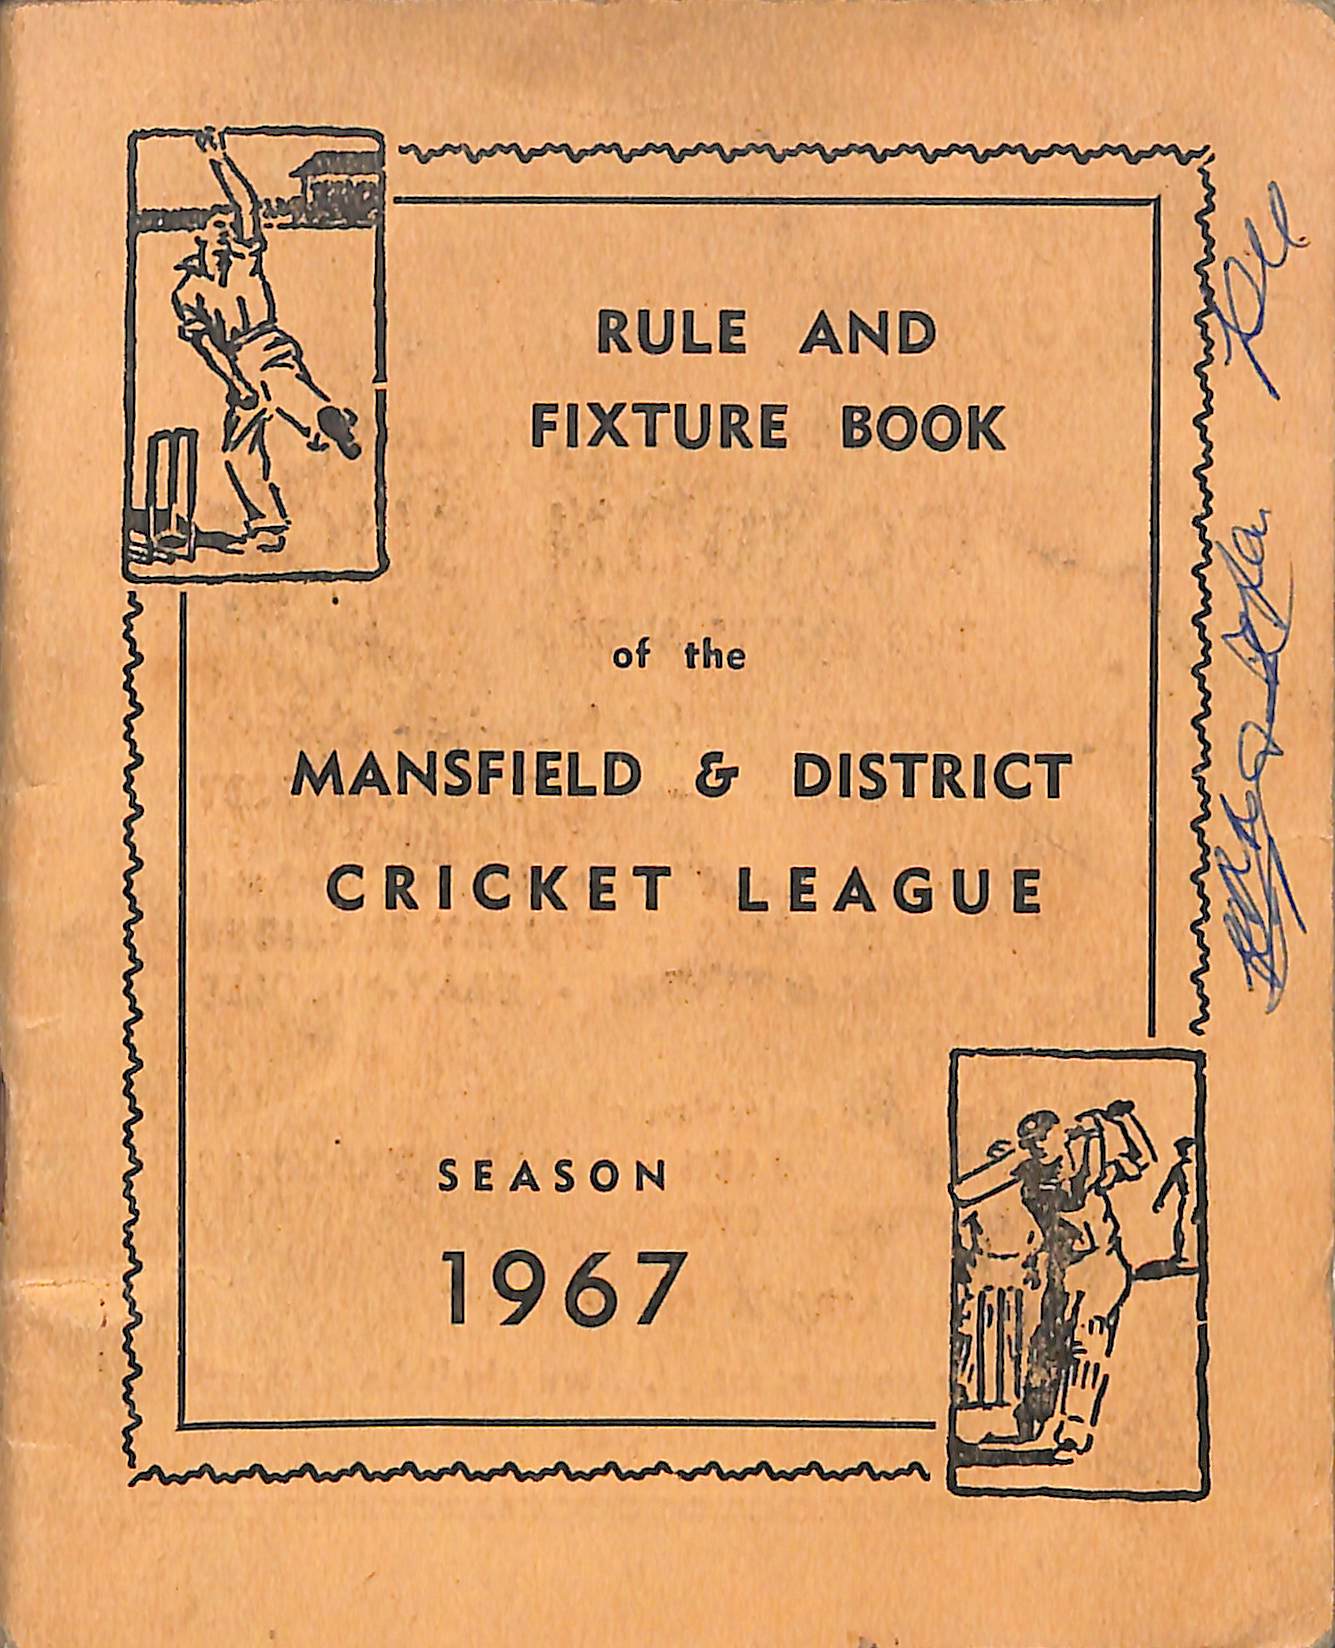 RULE AND
FIXTURE BOOK
of the
MANSFIELD & DISTRICT
CRICKET LEAGUE
SEASON
1967